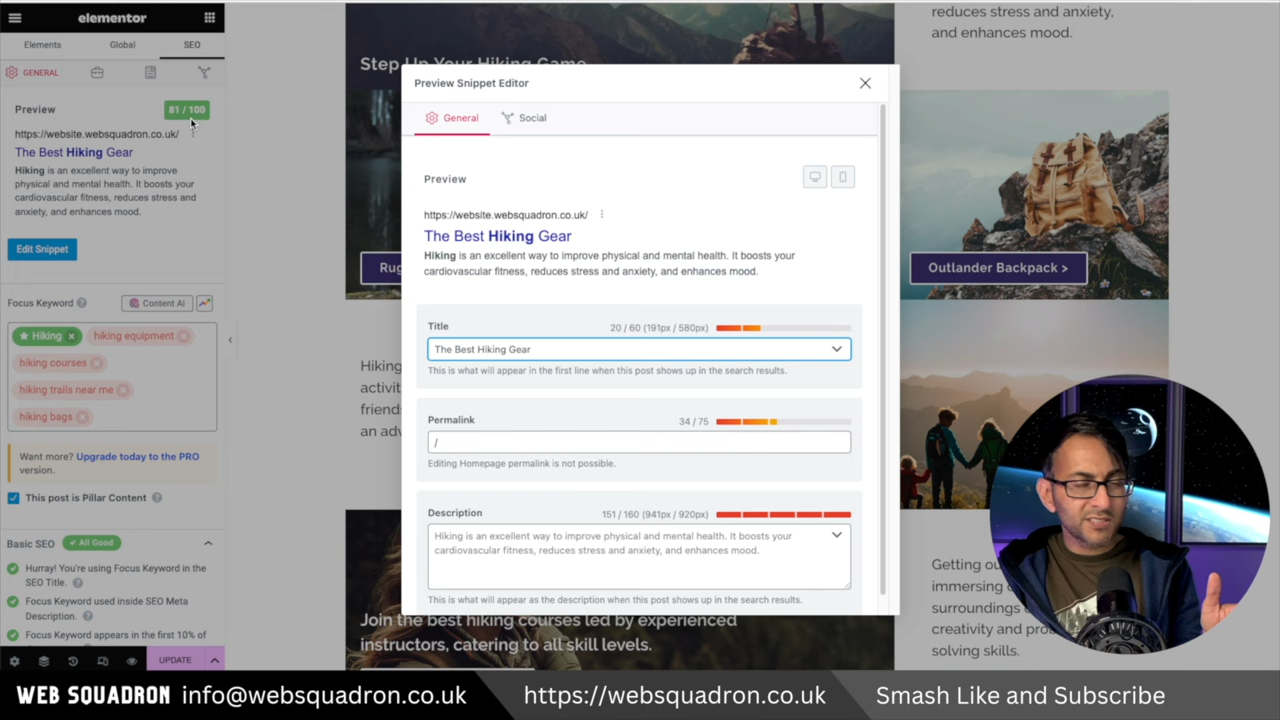 elementor
Elements
Global
SEO
GENERAL
Preview
81 / 100
https://website.websquadron.co.uk/
The Best Hiking Gear
Hiking is an excellent way to improve
physical and mental health. It boosts your
cardiovascular fitness, reduces stress and
anxiety, and enhances mood.
Edit Snippet
Focus Keyword
Content AI
Hiking
hiking equipment
hiking courses
hiking trails near me
hiking bags
Want more? Upgrade today to the PRO
version.
This post is Pillar Content
Basic SEO
All Good
Hurray! You're using Focus Keyword in the
SEO Title.
Focus Keyword used inside SEO Meta
Description.
Focus Keyword appears in the first 10% of
UPDATE
Step Up Your Hiking Game
Rug
Hiking
activit
friends
an adv
Preview Snippet Editor
General
Social
Preview
https://website.websquadron.co.uk/
The Best Hiking Gear
Hiking is an excellent way to improve physical and mental health. It boosts your
cardiovascular fitness, reduces stress and anxiety, and enhances mood.
Title
20 / 60 (191px / 580px)
The Best Hiking Gear
This is what will appear in the first line when this post shows up in the search results.
Permalink
34 / 75
/
Editing Homepage permalink is not possible.
Description
151 / 160 (941px / 920px)
Hiking is an excellent way to improve physical and mental health. It boosts your
cardiovascular fitness, reduces stress and anxiety, and enhances mood.
This is what will appear as the description when this post shows up in the search results.
Join the best hiking courses led by experienced
instructors, catering to all skill levels.
reduces stress and anxiety,
and enhances mood.
Outlander Backpack >
Getting ou
immersing
surroundings
creativity and pro
solving skills.
WEB SQUADRON
info@websquadron.co.uk
https://websquadron.co.uk
Smash Like and Subscribe